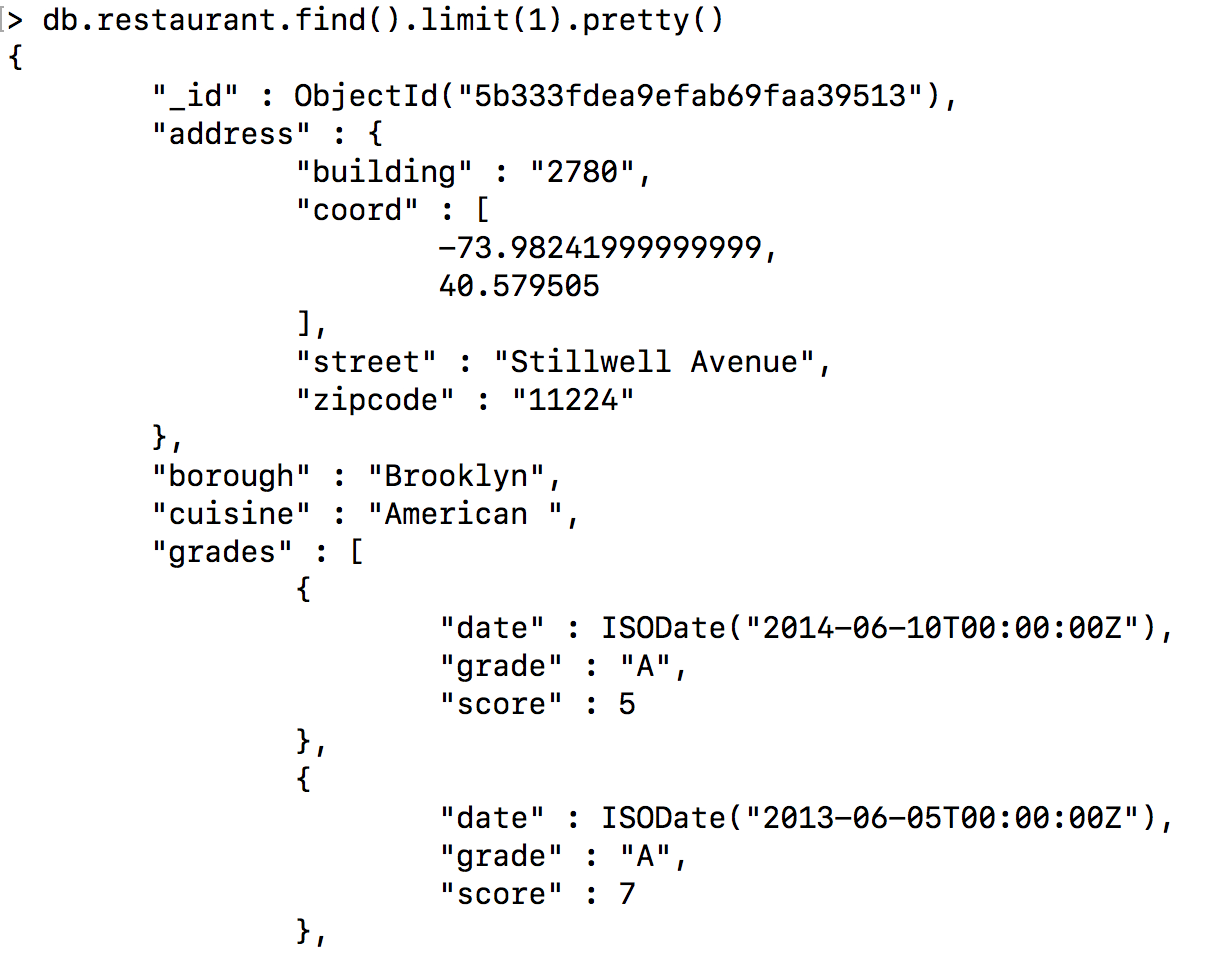 > db.restaurant.find().limit(1).pretty()
{
        "_id" : ObjectId("5b333fdea9efab69faa39513"),
        "address" : {
                "building" : "2780",
                "coord" : [
                        -73.98241999999999,
                        40.579505
                ],
                "street" : "Stillwell Avenue",
                "zipcode" : "11224"
        },
        "borough" : "Brooklyn",
        "cuisine" : "American ",
        "grades" : [
                {
                        "date" : ISODate("2014-06-10T00:00:00Z"),
                        "grade" : "A",
                        "score" : 5
                },
                {
                        "date" : ISODate("2013-06-05T00:00:00Z"),
                        "grade" : "A",
                        "score" : 7
                },